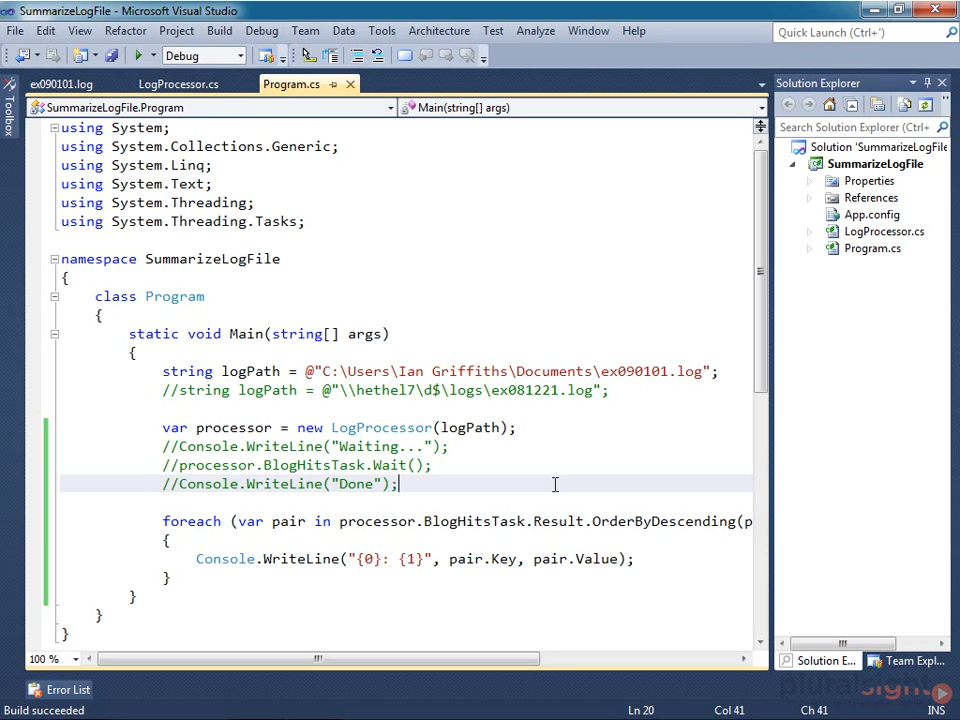 SummarizeLogFile - Microsoft Visual Studio
File Edit View Refactor Project Build Debug Team Data Tools Architecture Test Analyze Window Help
Quick Launch (Ctrl+')
Debug
ex090101.log LogProcessor.cs Program.cs
Toolbox
SummarizeLogFile.Program Main(string[] args)
using System;
using System.Collections.Generic;
using System.Linq;
using System.Text;
using System.Threading;
using System.Threading.Tasks;
namespace SummarizeLogFile
{
class Program
{
static void Main(string[] args)
{
string logPath = @"C:\Users\Ian Griffiths\Documents\ex090101.log";
//string logPath = @"\\hethel7\d$\logs\ex081221.log";
var processor = new LogProcessor(logPath);
//Console.WriteLine("Waiting...");
//processor.BlogHitsTask.Wait();
//Console.WriteLine("Done");
foreach (var pair in processor.BlogHitsTask.Result.OrderByDescending(p
{
Console.WriteLine("{0}: {1}", pair.Key, pair.Value);
}
}
}
}
100 %
Solution Explorer
Search Solution Explorer (Ctrl+
Solution 'SummarizeLogFile
SummarizeLogFile
Properties
References
App.config
LogProcessor.cs
Program.cs
Solution E... Team Expl...
pluralsight
Error List
Build succeeded Ln 20 Col 41 Ch 41 INS